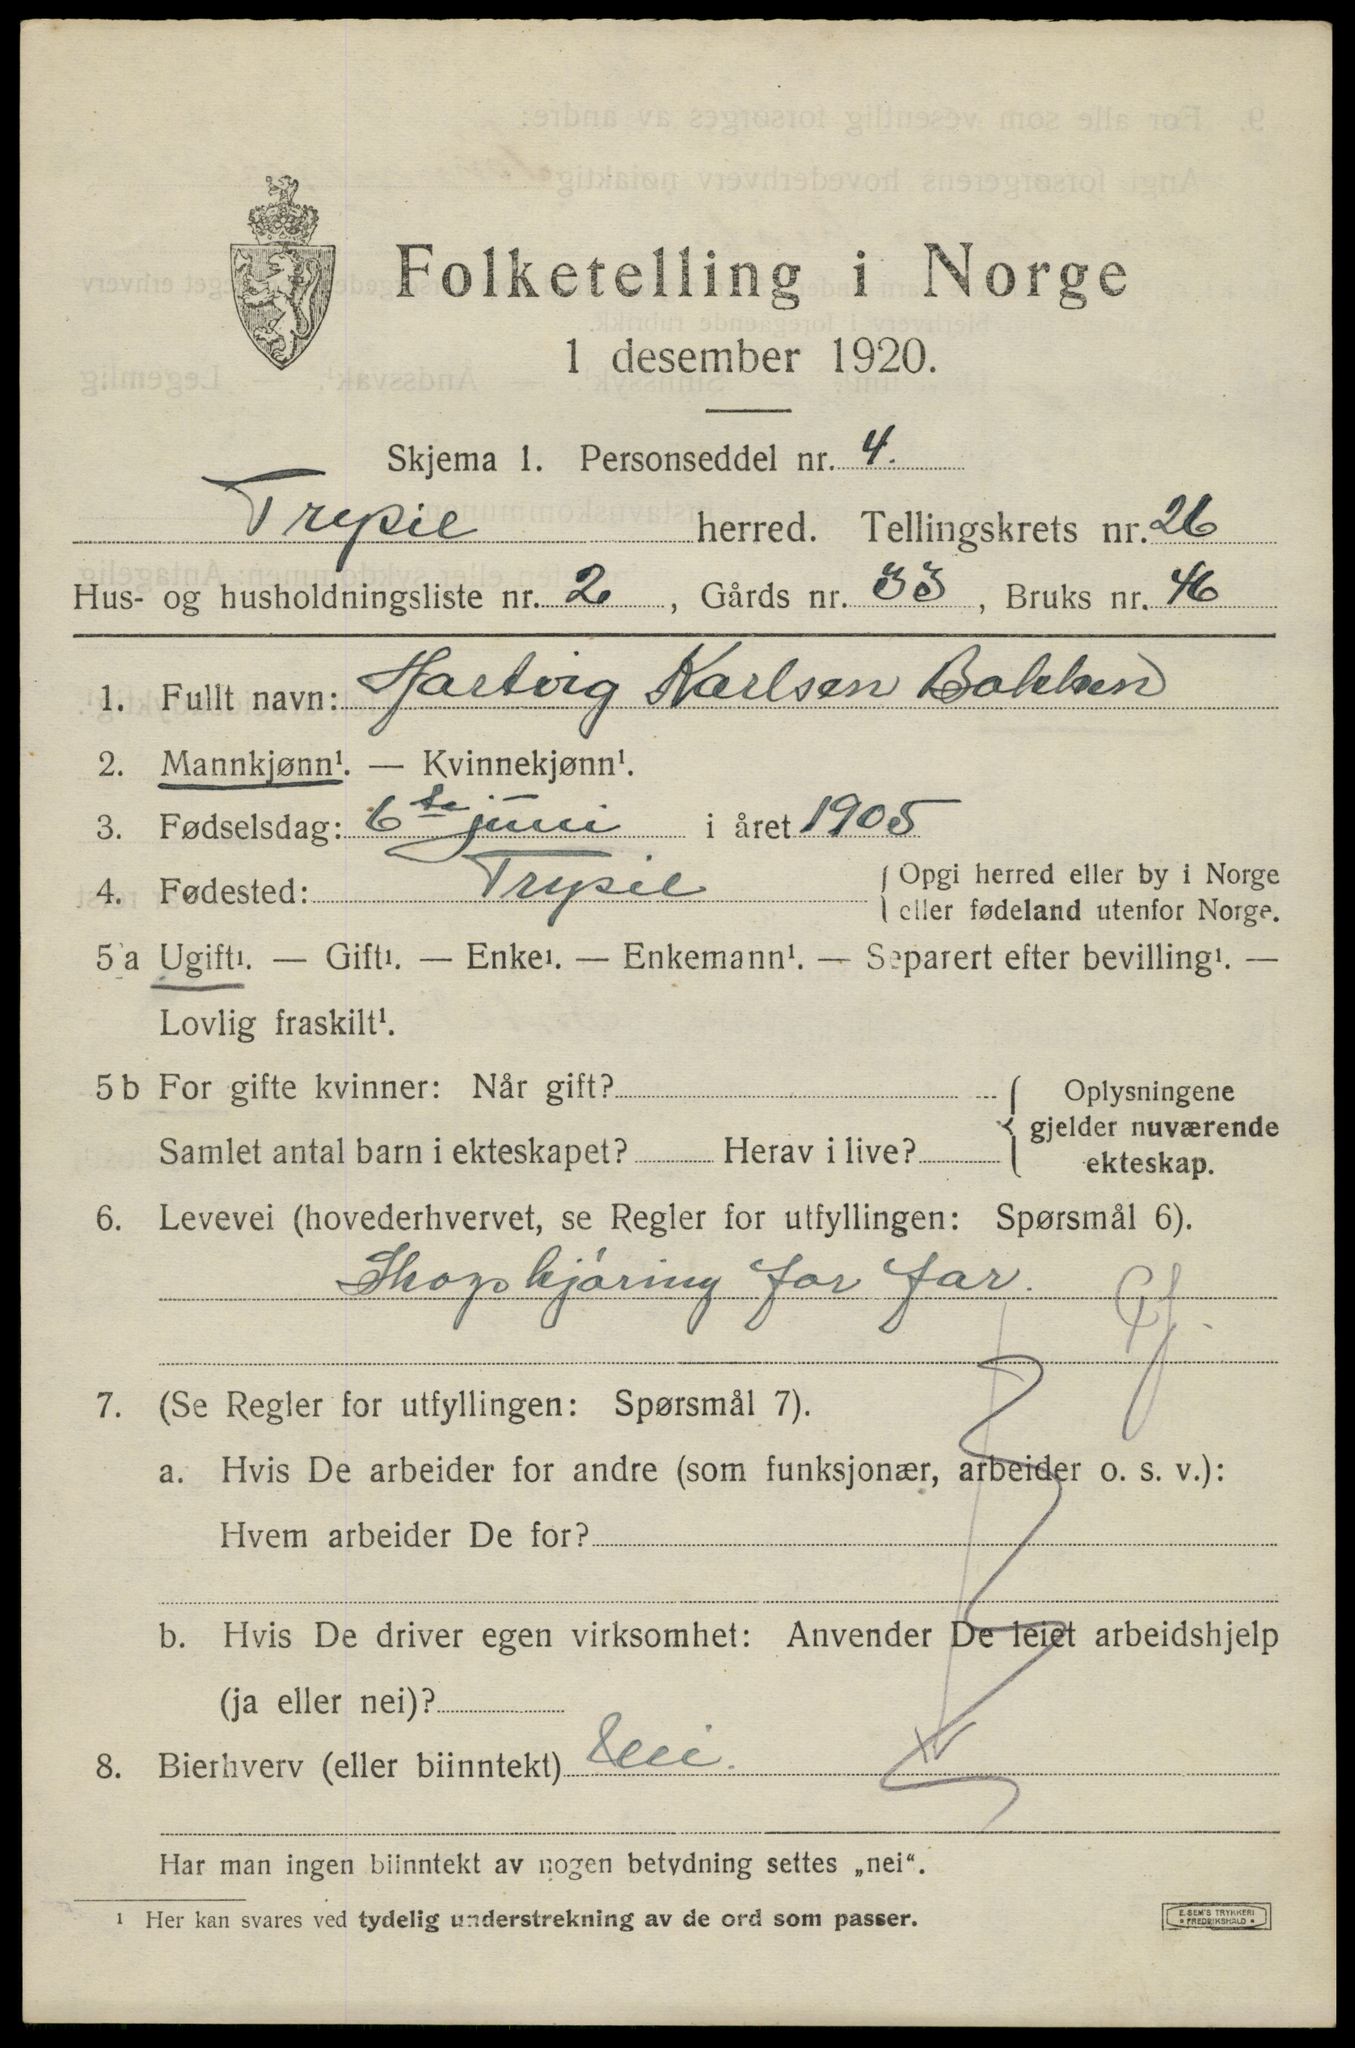 Folketelling i Norge
1 desember 1920.
Skjema 1. Personseddel nr. 4.
Trysil herred. Tellingskrets nr. 26
Hus- og husholdningsliste nr. 2, Gårds nr. 33, Bruks nr. 46
1. Fullt navn: Hartvig Karlsen Bakken
2. Mannkjønn¹. — Kvinnekjønn¹.
3. Fødselsdag: 6te juni i året 1905
4. Fødested: Trysil { Opgi herred eller by i Norge
eller fødeland utenfor Norge.
5 a Ugift¹. — Gift¹. — Enke¹. — Enkemann¹. — Separert efter bevilling¹. —
Lovlig fraskilt¹.
5 b For gifte kvinner: Når gift?
Samlet antal barn i ekteskapet? Herav i live?
{ Oplysningene
gjelder nuværende
ekteskap.
6. Levevei (hovederhvervet, se Regler for utfyllingen: Spørsmål 6).
Skogskjöring for far. Gf.
7. (Se Regler for utfyllingen: Spørsmål 7).
a. Hvis De arbeider for andre (som funksjonær, arbeider o. s. v.):
Hvem arbeider De for?
b. Hvis De driver egen virksomhet: Anvender De leiet arbeidshjelp
(ja eller nei)?
8. Bierhverv (eller biinntekt) Nei.
Har man ingen biinntekt av nogen betydning settes „nei“.
¹ Her kan svares ved tydelig understrekning av de ord som passer.
E. SEM'S TRYKKERI
• FREDRIKSHALD •